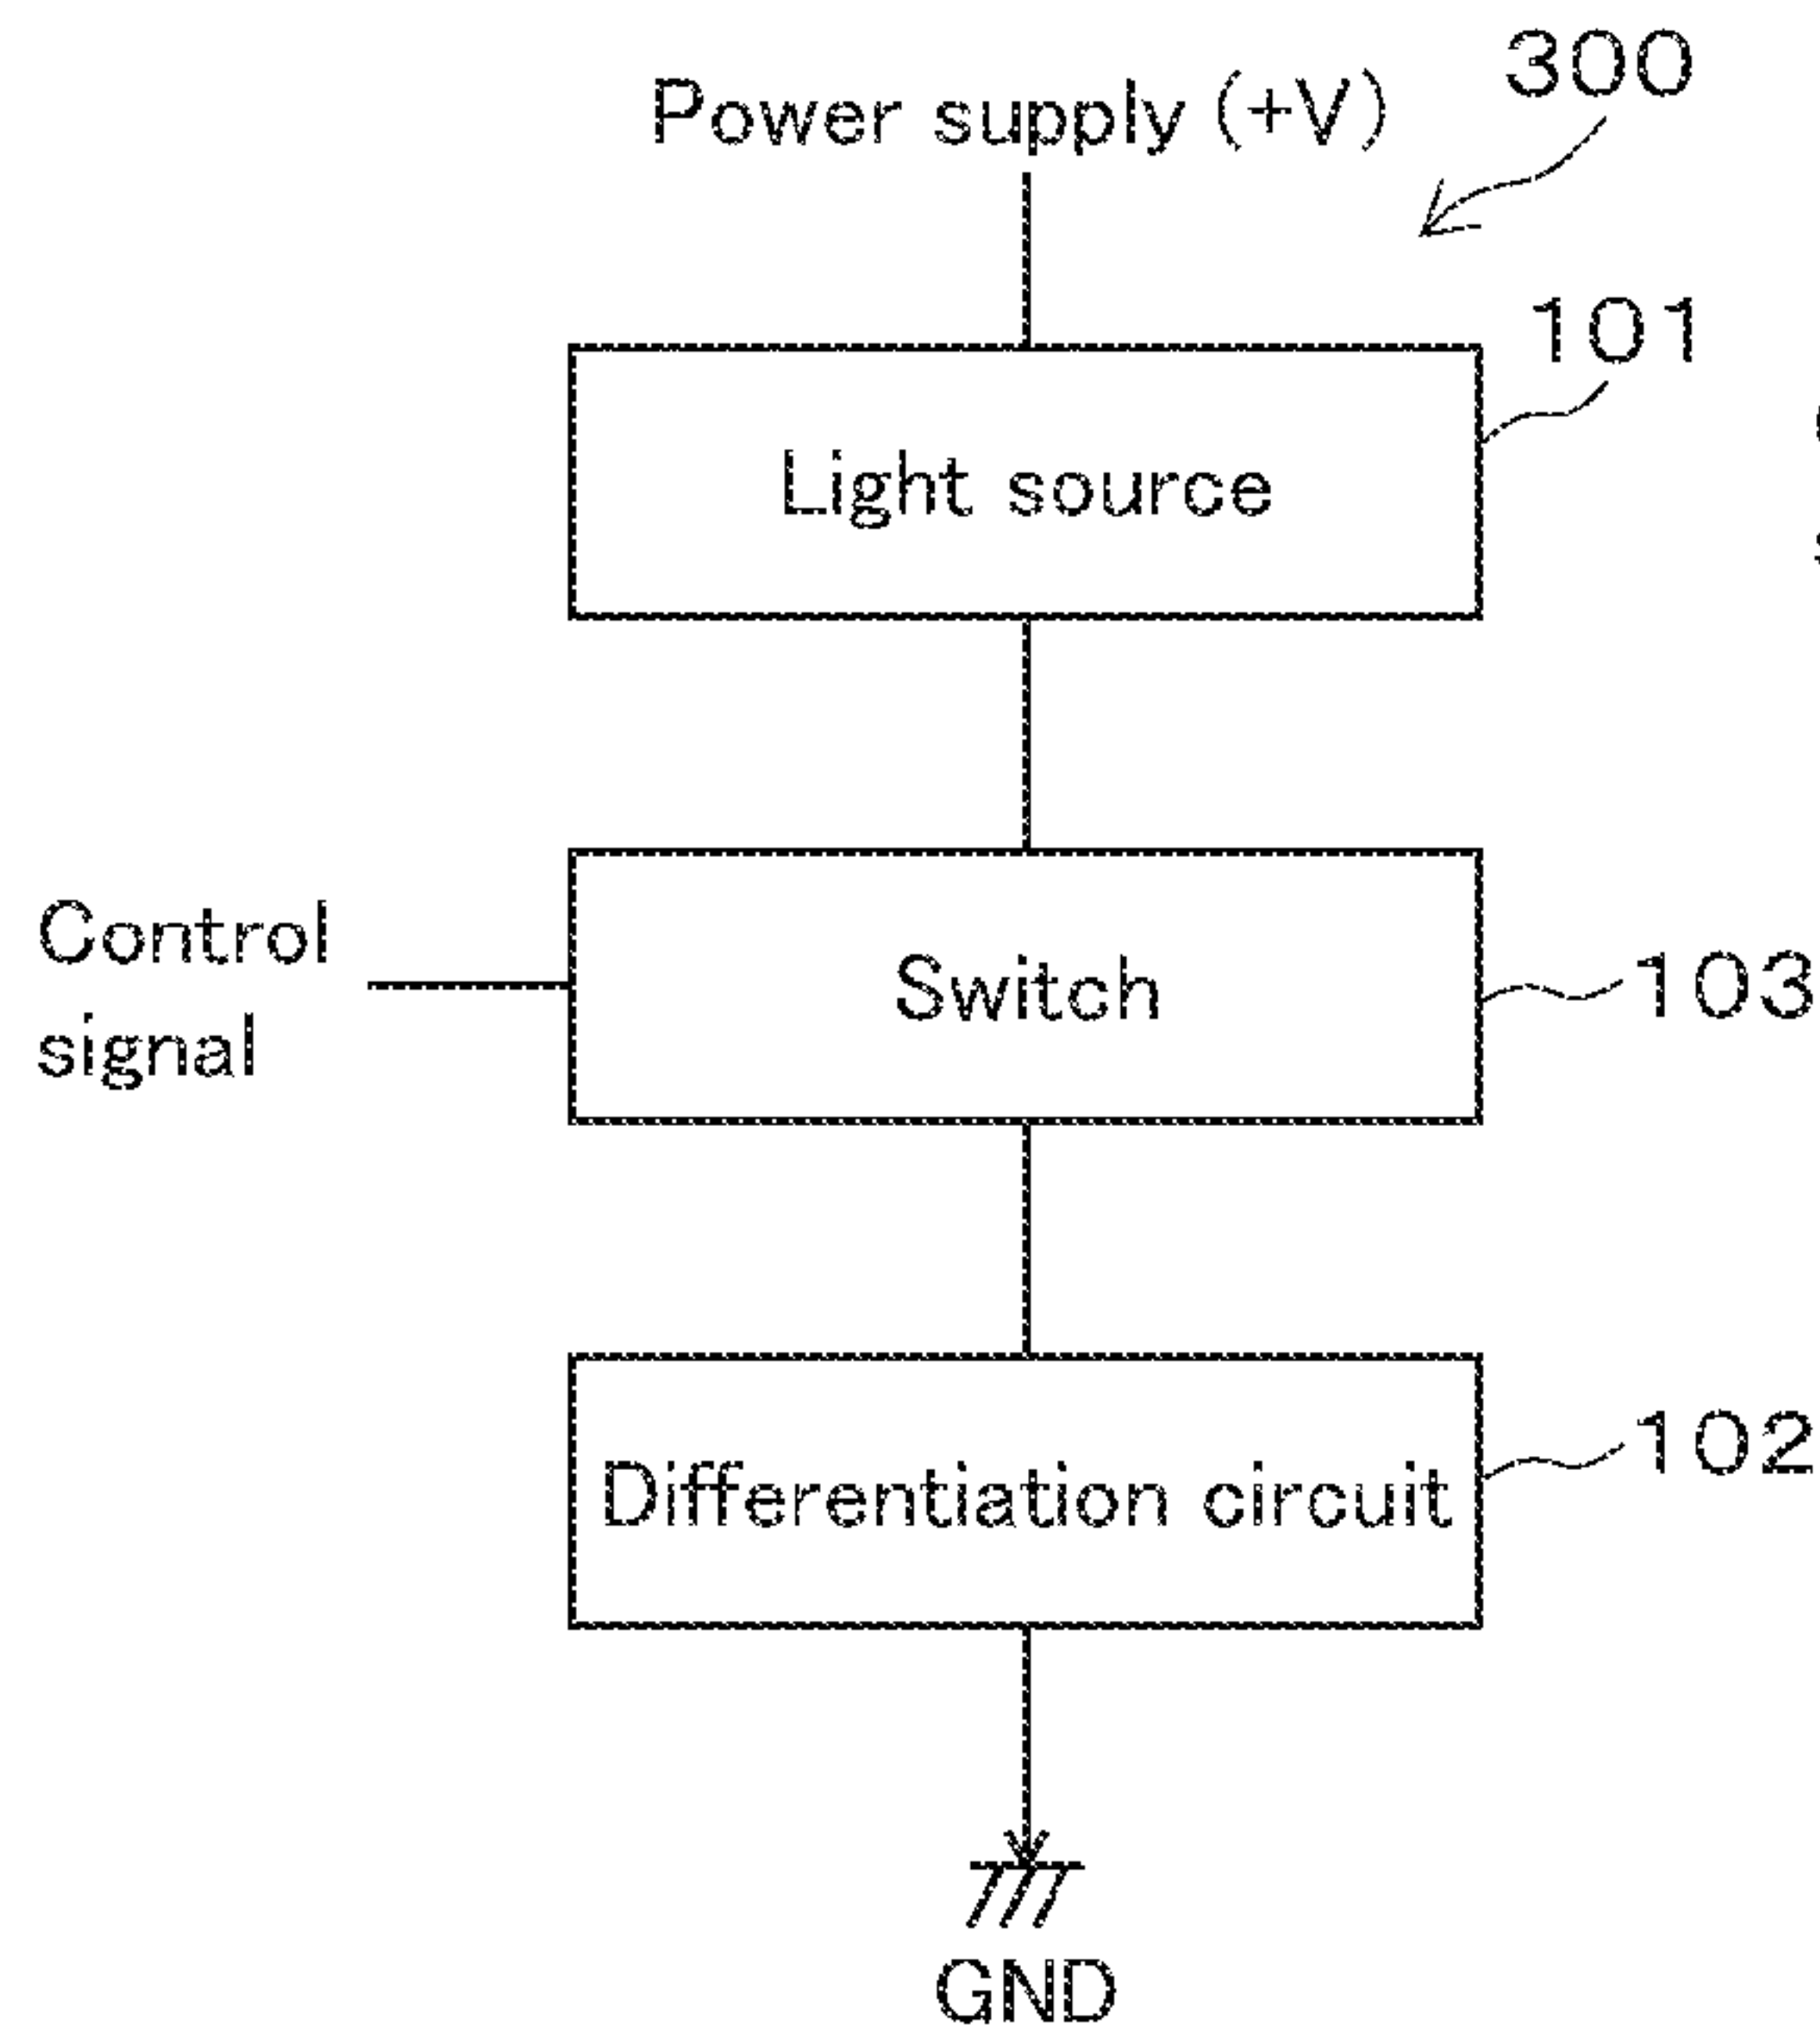 Power supply (+V)
300
101
Light source
Control
signal
Switch
103
Differentiation circuit
102
GND